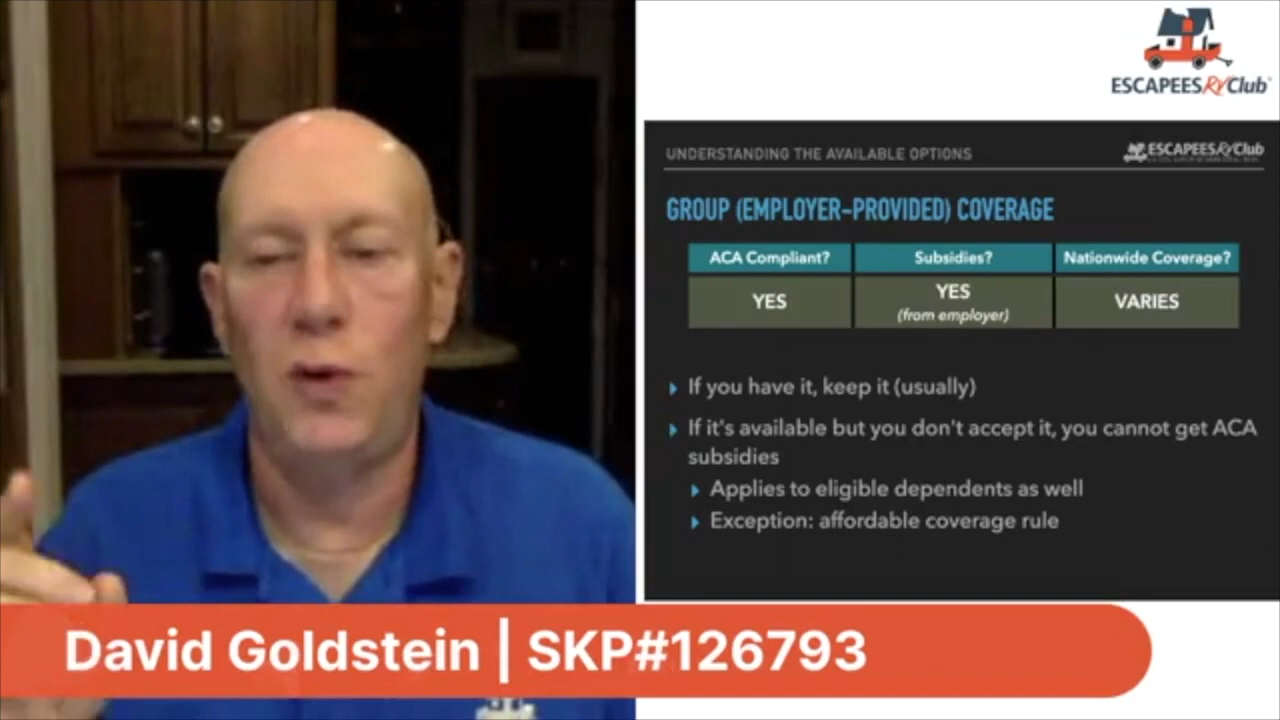 ESCAPEES RV Club
UNDERSTANDING THE AVAILABLE OPTIONS
ESCAPEES RV Club
GROUP (EMPLOYER-PROVIDED) COVERAGE
ACA Compliant? Subsidies? Nationwide Coverage?
YES YES VARIES
(from employer)
If you have it, keep it (usually)
If it's available but you don't accept it, you cannot get ACA
subsidies
Applies to eligible dependents as well
Exception: affordable coverage rule
David Goldstein | SKP#126793